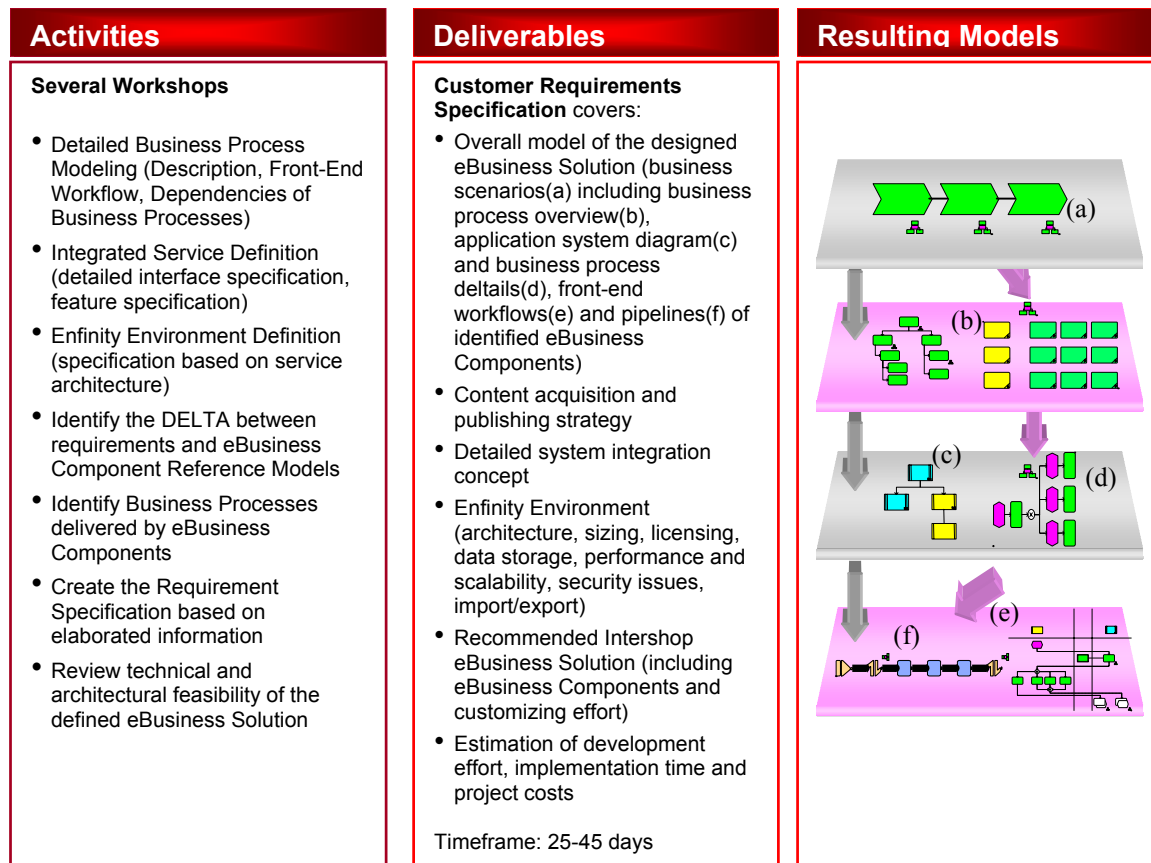 Activities
Several Workshops
• Detailed Business Process
Modeling (Description, Front-End
Workflow, Dependencies of
Business Processes)
• Integrated Service Definition
(detailed interface specification,
feature specification)
• Enfinity Environment Definition
(specification based on service
architecture)
• Identify the DELTA between
requirements and eBusiness
Component Reference Models
• Identify Business Processes
delivered by eBusiness
Components
• Create the Requirement
Specification based on
elaborated information
• Review technical and
architectural feasibility of the
defined eBusiness Solution
Deliverables
Customer Requirements
Specification covers:
• Overall model of the designed
eBusiness Solution (business
scenarios(a) including business
process overview(b),
application system diagram(c)
and business process
deltails(d), front-end
workflows(e) and pipelines(f) of
identified eBusiness
Components)
• Content acquisition and
publishing strategy
• Detailed system integration
concept
• Enfinity Environment
(architecture, sizing, licensing,
data storage, performance and
scalability, security issues,
import/export)
• Recommended Intershop
eBusiness Solution (including
eBusiness Components and
customizing effort)
• Estimation of development
effort, implementation time and
project costs
Timeframe: 25-45 days
Resulting Models
(a)
(b)
(c)
(d)
(e)
(f)